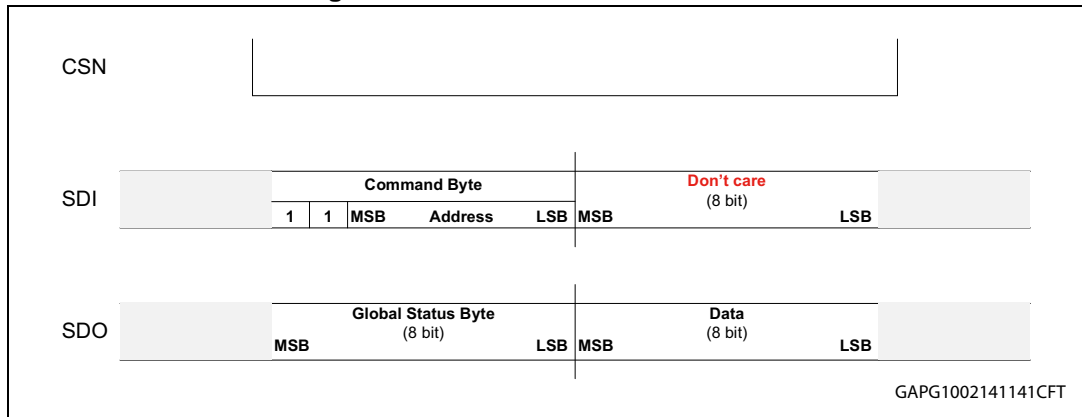 CSN
SDI
Command Byte
1 1 MSB Address LSB
Don't care
(8 bit)
MSB LSB
SDO
Global Status Byte
(8 bit)
MSB LSB
Data
(8 bit)
MSB LSB
GAPG1002141141CFT